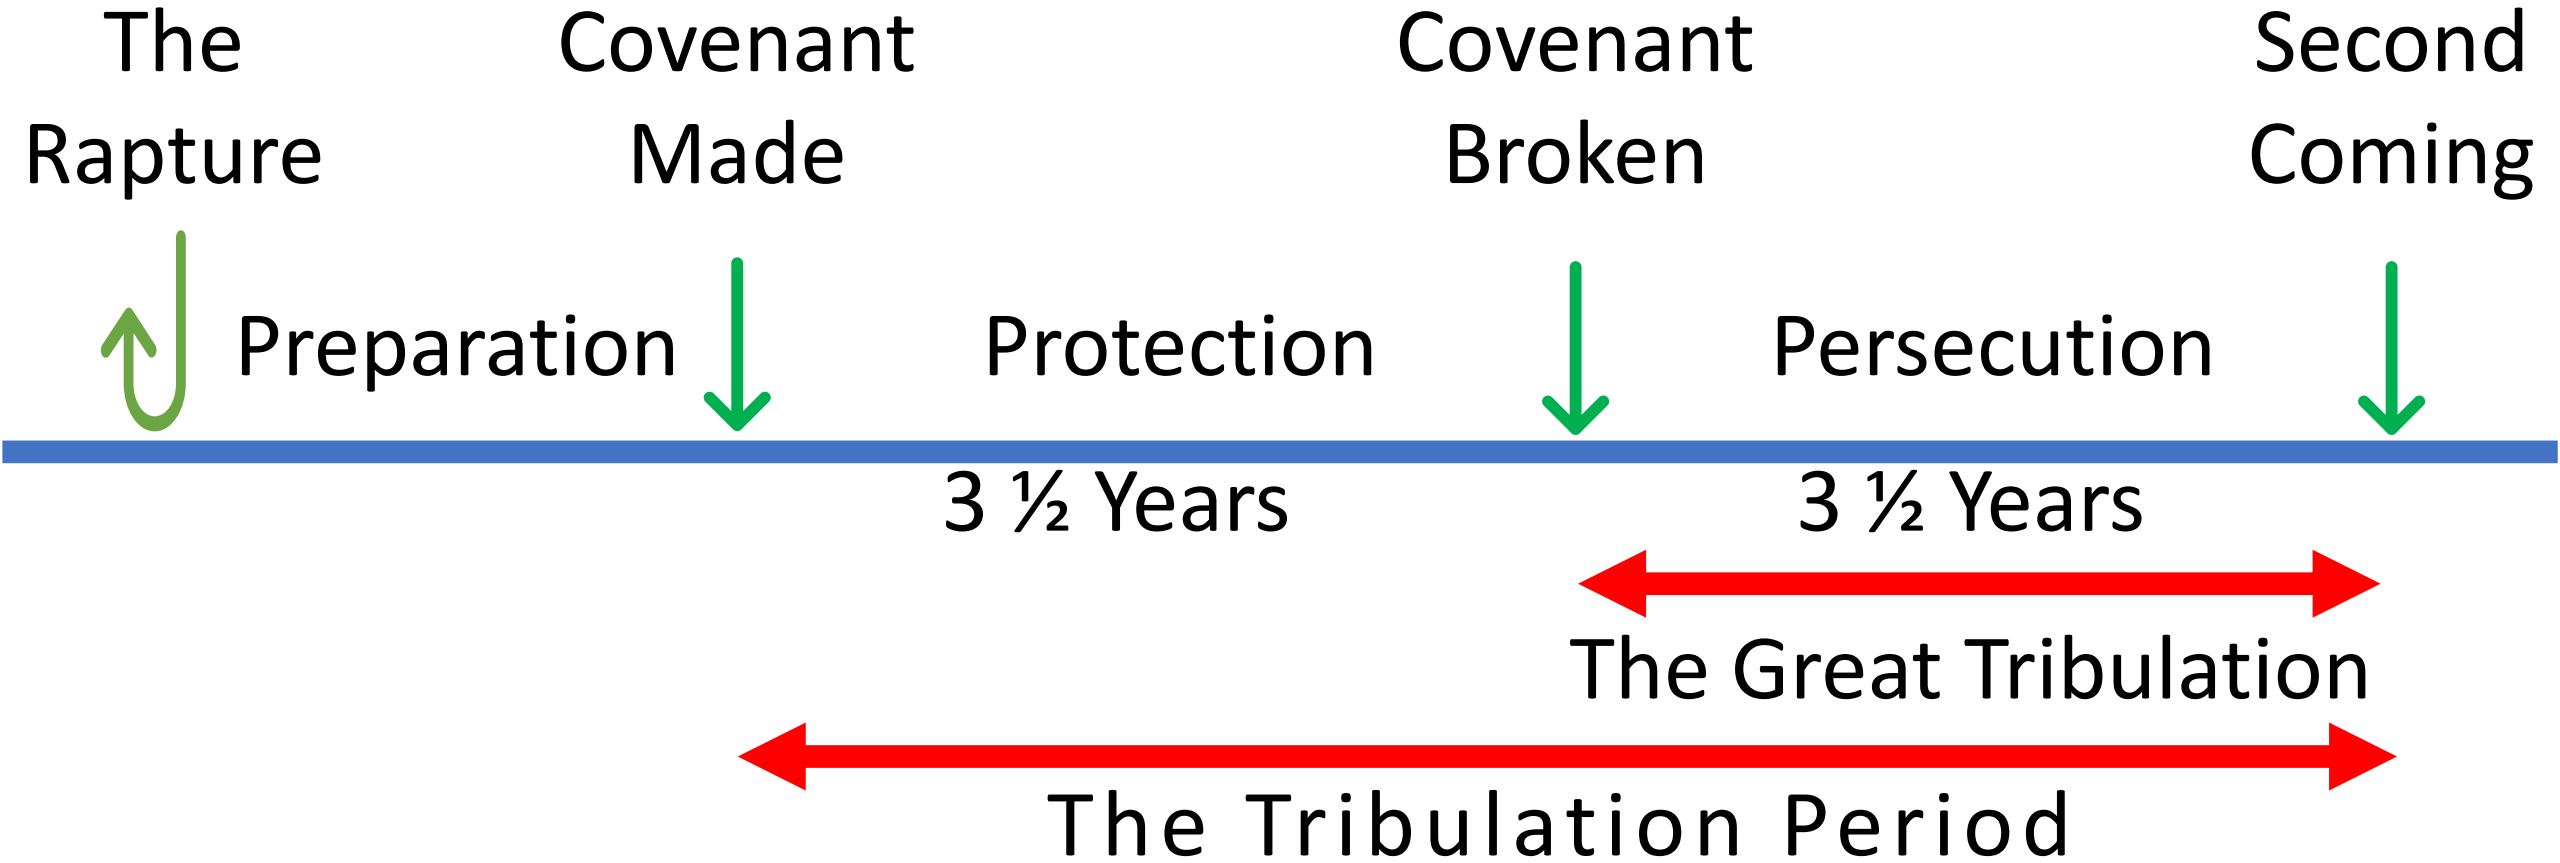 The
Rapture
Covenant
Made
Covenant
Broken
Second
Coming
Preparation
Protection
Persecution
3 ½ Years
3 ½ Years
The Great Tribulation
The Tribulation Period